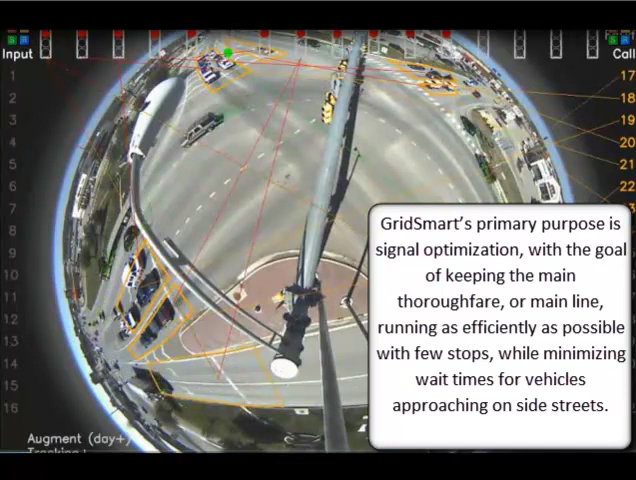 Input
Call
1
2
3
4
5
6
7
8
9
10
11
12
13
14
15
16
17
18
19
20
21
22
GridSmart's primary purpose is
signal optimization, with the goal
of keeping the main
thoroughfare, or main line,
running as efficiently as possible
with few stops, while minimizing
wait times for vehicles
approaching on side streets.
Augment (day+)
Tracking :